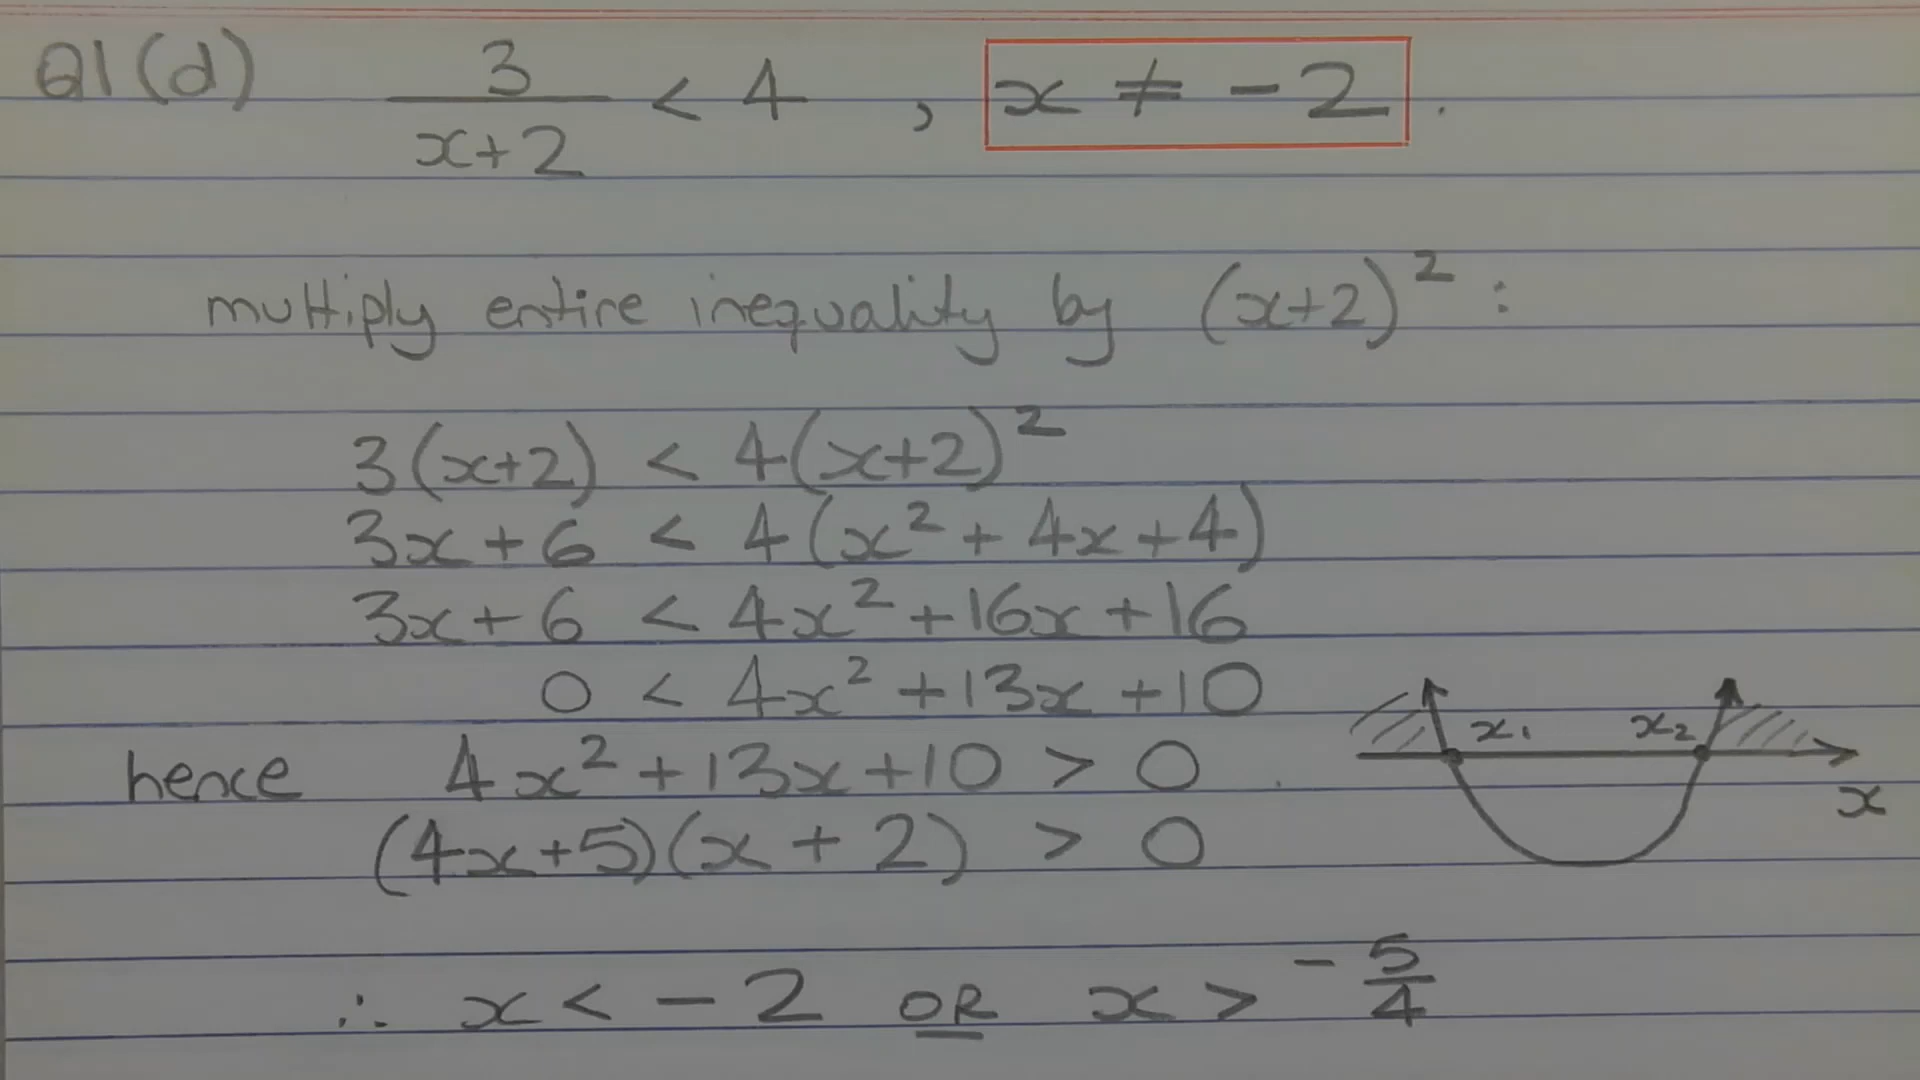 Q1(d) 3/(x+2) < 4 , x ≠ -2 .
multiply entire inequality by (x+2)² :
3(x+2) < 4(x+2)²
3x + 6 < 4(x² + 4x + 4)
3x + 6 < 4x² + 16x + 16
0 < 4x² + 13x + 10
x₁ x₂
hence 4x² + 13x + 10 > 0 .
x
(4x+5)(x + 2) > 0
∴ x < -2 OR x > -5/4